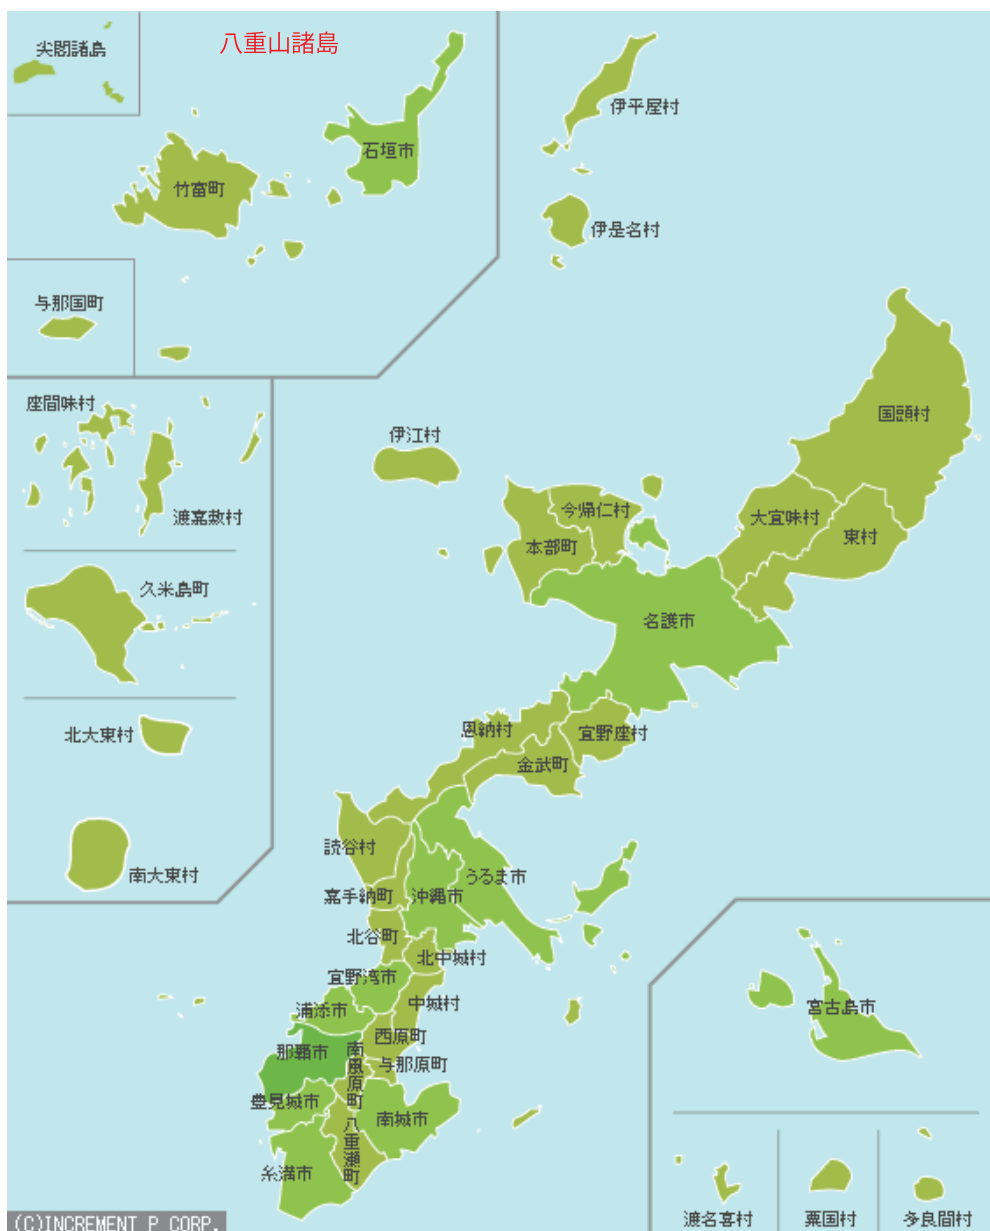 尖閣諸島
八重山諸島
伊平屋村
石垣市
竹富町
伊是名村
与那国町
座間味村
国頭村
伊江村
渡嘉敷村
今帰仁村
大宜味村
本部町
東村
久米島町
名護市
恩納村
宜野座村
北大東村
金武町
読谷村
南大東村
うるま市
嘉手納町
沖縄市
北谷町
北中城村
宜野湾市
中城村
浦添市
宮古島市
西原町
那覇市
南風原町
与那原町
豊見城市
南城市
八重瀬町
糸満市
渡名喜村
粟国村
多良間村
(C)INCREMENT P CORP.